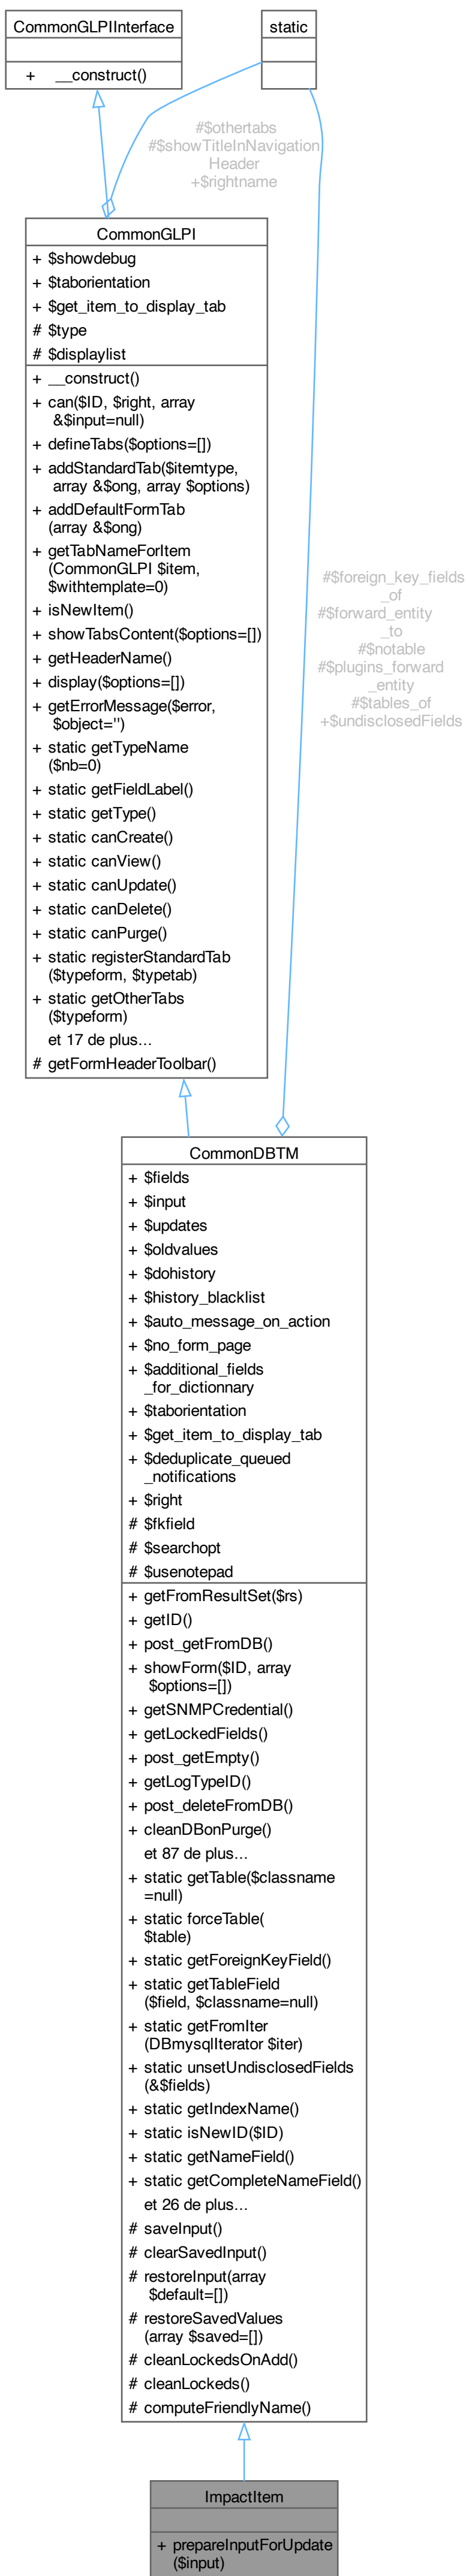 CommonGLPIInterface
+ __construct()
static
#$othertabs
#$showTitleInNavigation
Header
+$rightname
CommonGLPI
+ $showdebug
+ $taborientation
+ $get_item_to_display_tab
# $type
# $displaylist
+ __construct()
+ can($ID, $right, array
&$input=null)
+ defineTabs($options=[])
+ addStandardTab($itemtype,
array &$ong, array $options)
+ addDefaultFormTab
(array &$ong)
+ getTabNameForItem
(CommonGLPI $item,
$withtemplate=0)
+ isNewItem()
+ showTabsContent($options=[])
+ getHeaderName()
+ display($options=[])
+ getErrorMessage($error,
$object='')
+ static getTypeName
($nb=0)
+ static getFieldLabel()
+ static getType()
+ static canCreate()
+ static canView()
+ static canUpdate()
+ static canDelete()
+ static canPurge()
+ static registerStandardTab
($typeform, $typetab)
+ static getOtherTabs
($typeform)
et 17 de plus...
# getFormHeaderToolbar()
#$foreign_key_fields
_of
#$forward_entity
_to
#$notable
#$plugins_forward
_entity
#$tables_of
+$undisclosedFields
CommonDBTM
+ $fields
+ $input
+ $updates
+ $oldvalues
+ $dohistory
+ $history_blacklist
+ $auto_message_on_action
+ $no_form_page
+ $additional_fields
_for_dictionnary
+ $taborientation
+ $get_item_to_display_tab
+ $deduplicate_queued
_notifications
+ $right
# $fkfield
# $searchopt
# $usenotepad
+ getFromResultSet($rs)
+ getID()
+ post_getFromDB()
+ showForm($ID, array
$options=[])
+ getSNMPCredential()
+ getLockedFields()
+ post_getEmpty()
+ getLogTypeID()
+ post_deleteFromDB()
+ cleanDBonPurge()
et 87 de plus...
+ static getTable($classname
=null)
+ static forceTable(
$table)
+ static getForeignKeyField()
+ static getTableField
($field, $classname=null)
+ static getFromIter
(DBmysqlIterator $iter)
+ static unsetUndisclosedFields
(&$fields)
+ static getIndexName()
+ static isNewID($ID)
+ static getNameField()
+ static getCompleteNameField()
et 26 de plus...
# saveInput()
# clearSavedInput()
# restoreInput(array
$default=[])
# restoreSavedValues
(array $saved=[])
# cleanLockedsOnAdd()
# cleanLockeds()
# computeFriendlyName()
ImpactItem
+ prepareInputForUpdate
($input)